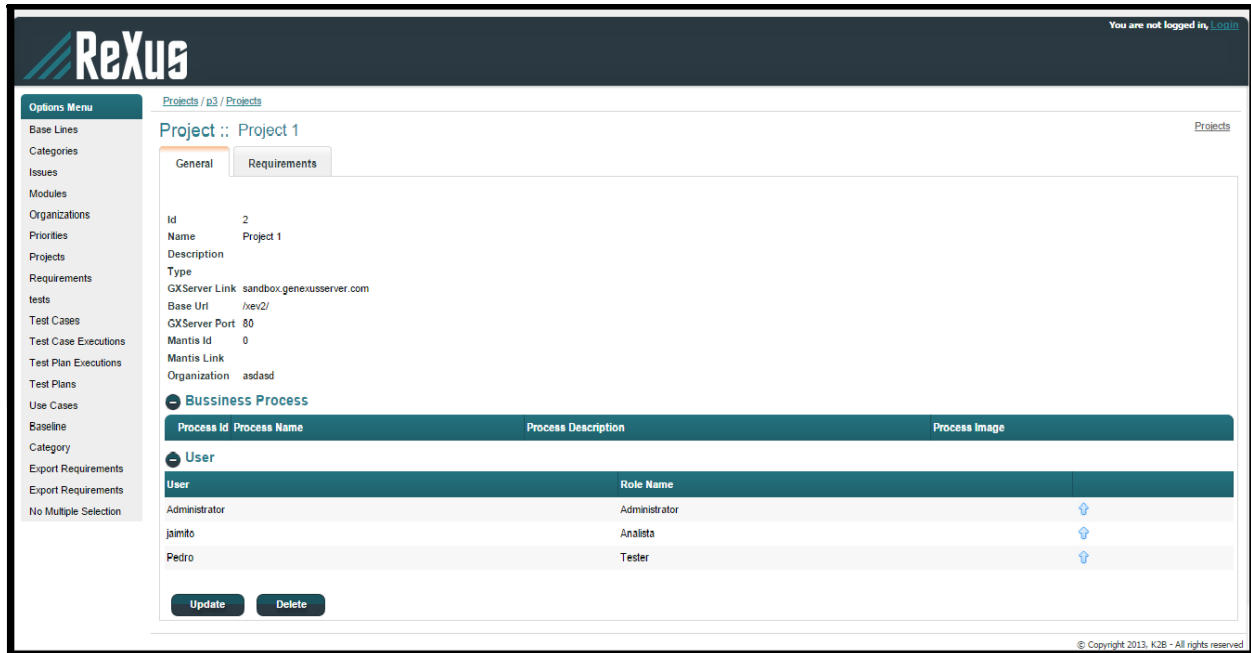 You are not logged in, Login
ReXus
Options Menu
Base Lines
Categories
Issues
Modules
Organizations
Priorities
Projects
Requirements
tests
Test Cases
Test Case Executions
Test Plan Executions
Test Plans
Use Cases
Baseline
Category
Export Requirements
Export Requirements
No Multiple Selection
Projects / p3 / Projects
Project :: Project 1
Projects
General Requirements
Id 2
Name Project 1
Description
Type
GXServer Link sandbox.genexusserver.com
Base Url /xev2/
GXServer Port 80
Mantis Id 0
Mantis Link
Organization asdasd
Bussiness Process
Process Id Process Name Process Description Process Image
User
User Role Name
Administrator Administrator
jaimito Analista
Pedro Tester
Update Delete
© Copyright 2013, K2B - All rights reserved